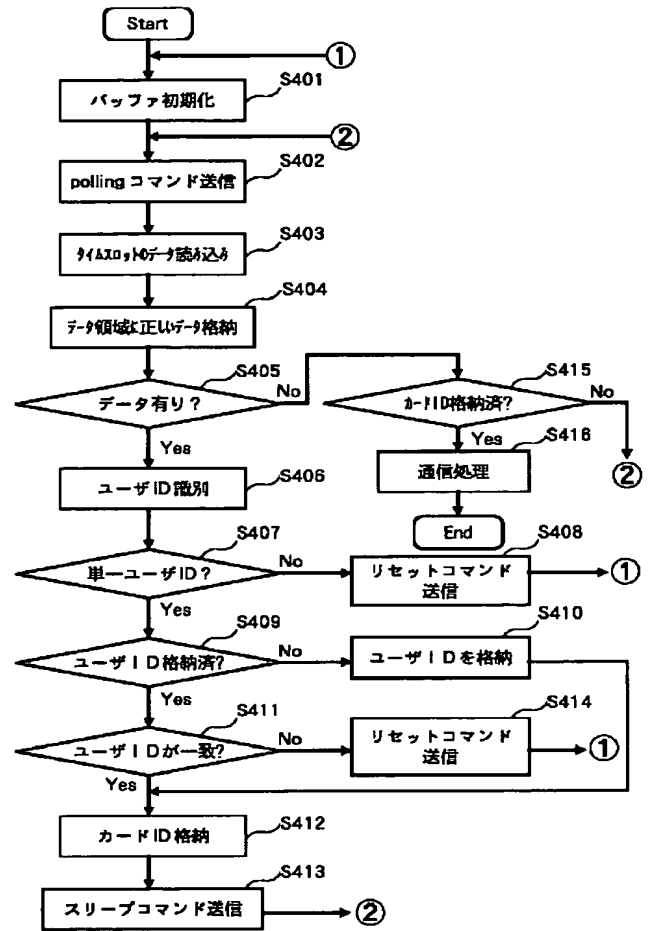 Start
①
S401
バッファ初期化
②
S402
pollingコマンド送信
S403
タイムスロットのデータ読み込み
S404
データ領域に正しいデータ格納
S405
データ有り？
No
Yes
S415
カードID格納済?
No
②
Yes
S416
通信処理
End
S406
ユーザID識別
S407
単一ユーザID？
No
Yes
S408
リセットコマンド
送信
①
S409
ユーザID格納済?
No
Yes
S410
ユーザIDを格納
S411
ユーザIDが一致?
No
Yes
S414
リセットコマンド
送信
①
S412
カードID格納
S413
スリープコマンド送信
②